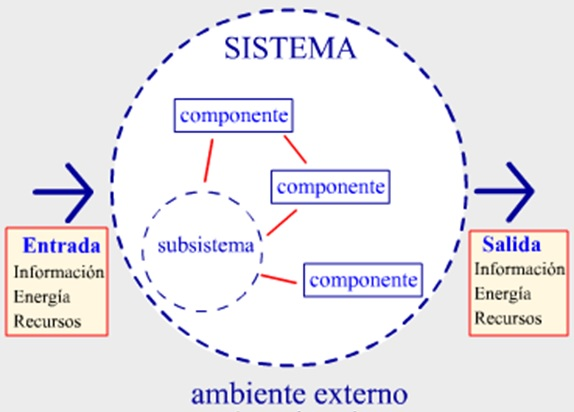 SISTEMA
componente
componente
subsistema
componente
Entrada
Información
Energía
Recursos
Salida
Información
Energía
Recursos
ambiente externo